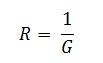 R = 1/G